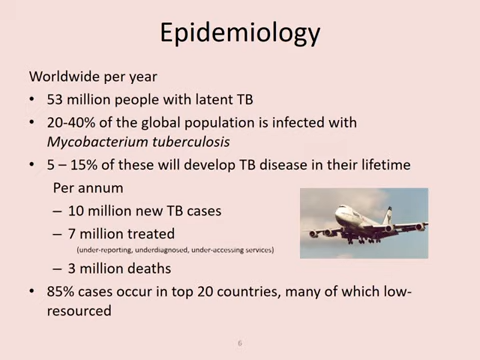 Epidemiology
Worldwide per year
• 53 million people with latent TB
• 20-40% of the global population is infected with
Mycobacterium tuberculosis
• 5 – 15% of these will develop TB disease in their lifetime
Per annum
– 10 million new TB cases
– 7 million treated
(under-reporting, underdiagnosed, under-accessing services)
– 3 million deaths
• 85% cases occur in top 20 countries, many of which low-
resourced
6